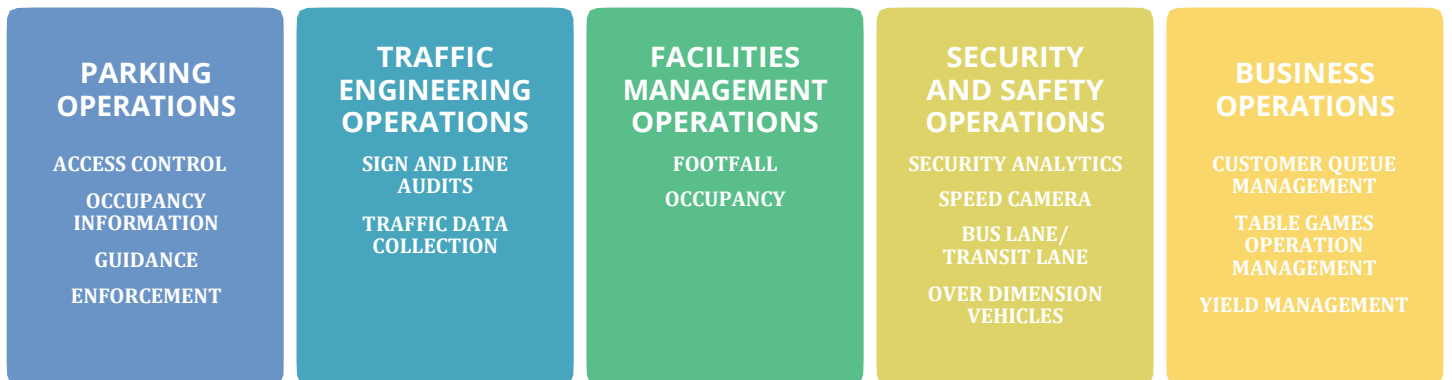 PARKING
OPERATIONS
ACCESS CONTROL
OCCUPANCY
INFORMATION
GUIDANCE
ENFORCEMENT
TRAFFIC
ENGINEERING
OPERATIONS
SIGN AND LINE
AUDITS
TRAFFIC DATA
COLLECTION
FACILITIES
MANAGEMENT
OPERATIONS
FOOTFALL
OCCUPANCY
SECURITY
AND SAFETY
OPERATIONS
SECURITY ANALYTICS
SPEED CAMERA
BUS LANE/
TRANSIT LANE
OVER DIMENSION
VEHICLES
BUSINESS
OPERATIONS
CUSTOMER QUEUE
MANAGEMENT
TABLE GAMES
OPERATION
MANAGEMENT
YIELD MANAGEMENT